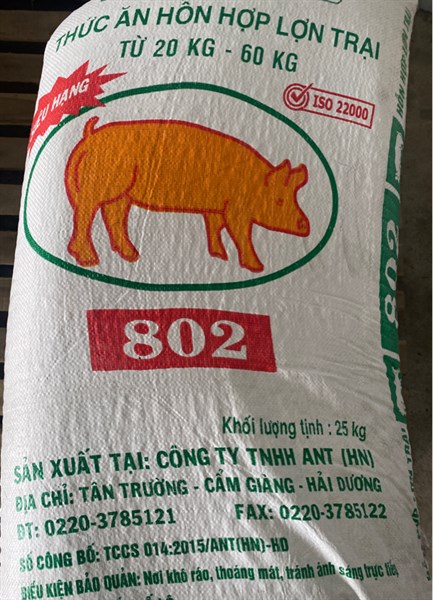 THỨC ĂN HỖN HỢP LỢN TRẠI
TỪ 20 KG - 60 KG
HẠNG
ISO 22000
802
802
Khối lượng tịnh : 25 kg
SẢN XUẤT TẠI: CÔNG TY TNHH ANT (HN)
ĐỊA CHỈ: TÂN TRƯỜNG - CẨM GIÀNG - HẢI DƯƠNG
ĐT: 0220-3785121 FAX: 0220-3785122
SỐ CÔNG BỐ: TCCS 014:2015/ANT(HN)-HD
ĐIỀU KIỆN BẢO QUẢN: Nơi khô ráo, thoáng mát, tránh ánh sáng trực tiếp,